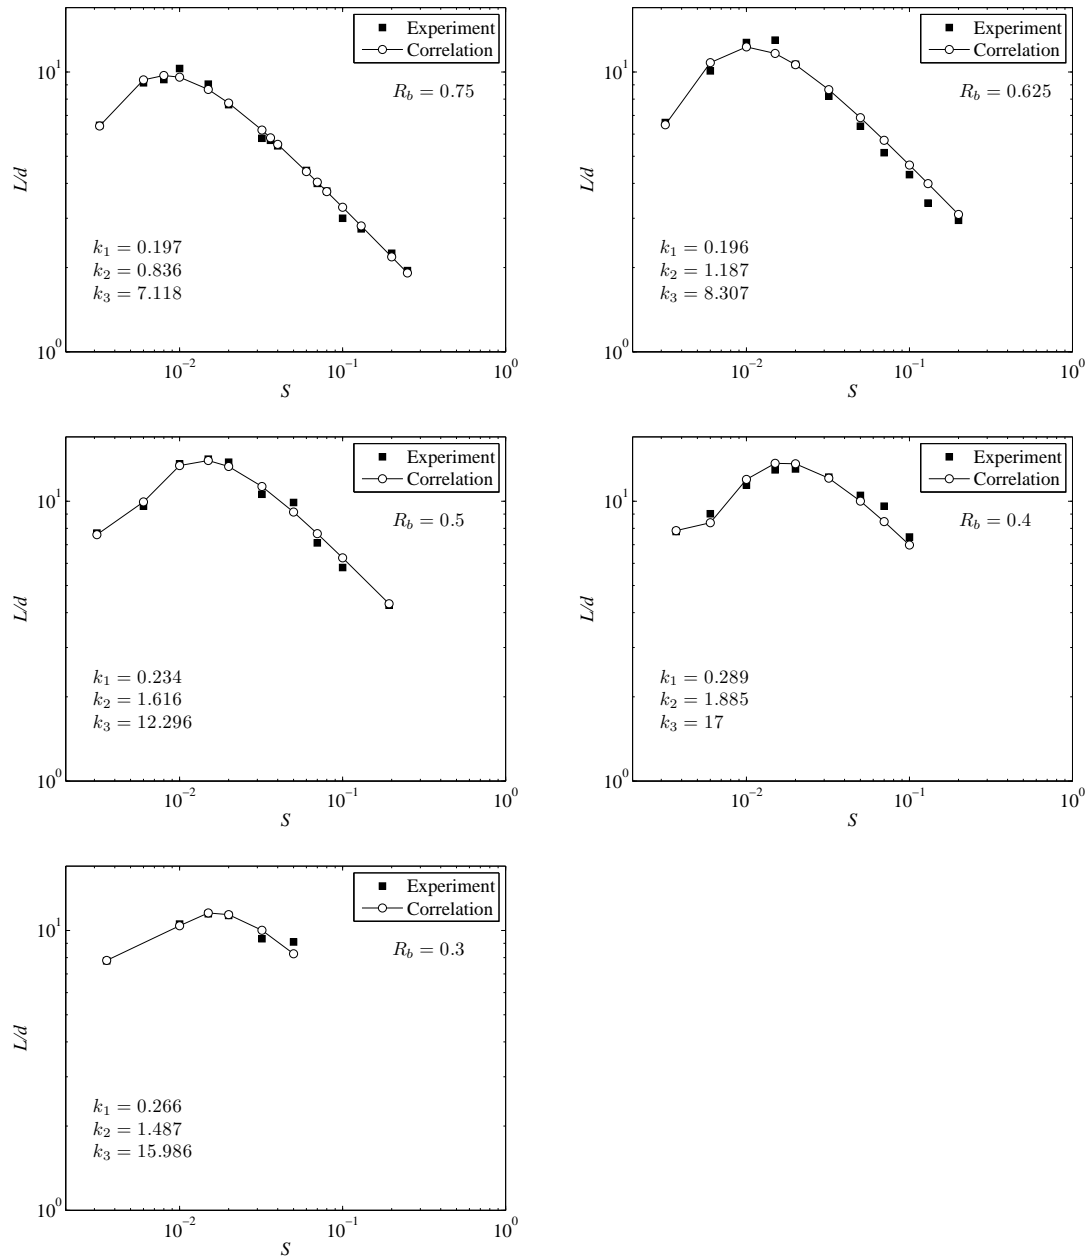 Experiment
Correlation
R_b = 0.75
10^1
L/d
k_1 = 0.197
k_2 = 0.836
k_3 = 7.118
10^0
10^{-2}
10^{-1}
10^0
S
Experiment
Correlation
R_b = 0.625
10^1
L/d
k_1 = 0.196
k_2 = 1.187
k_3 = 8.307
10^0
10^{-2}
10^{-1}
10^0
S
Experiment
Correlation
R_b = 0.5
10^1
L/d
k_1 = 0.234
k_2 = 1.616
k_3 = 12.296
10^0
10^{-2}
10^{-1}
10^0
S
Experiment
Correlation
R_b = 0.4
10^1
L/d
k_1 = 0.289
k_2 = 1.885
k_3 = 17
10^0
10^{-2}
10^{-1}
10^0
S
Experiment
Correlation
R_b = 0.3
10^1
L/d
k_1 = 0.266
k_2 = 1.487
k_3 = 15.986
10^0
10^{-2}
10^{-1}
10^0
S